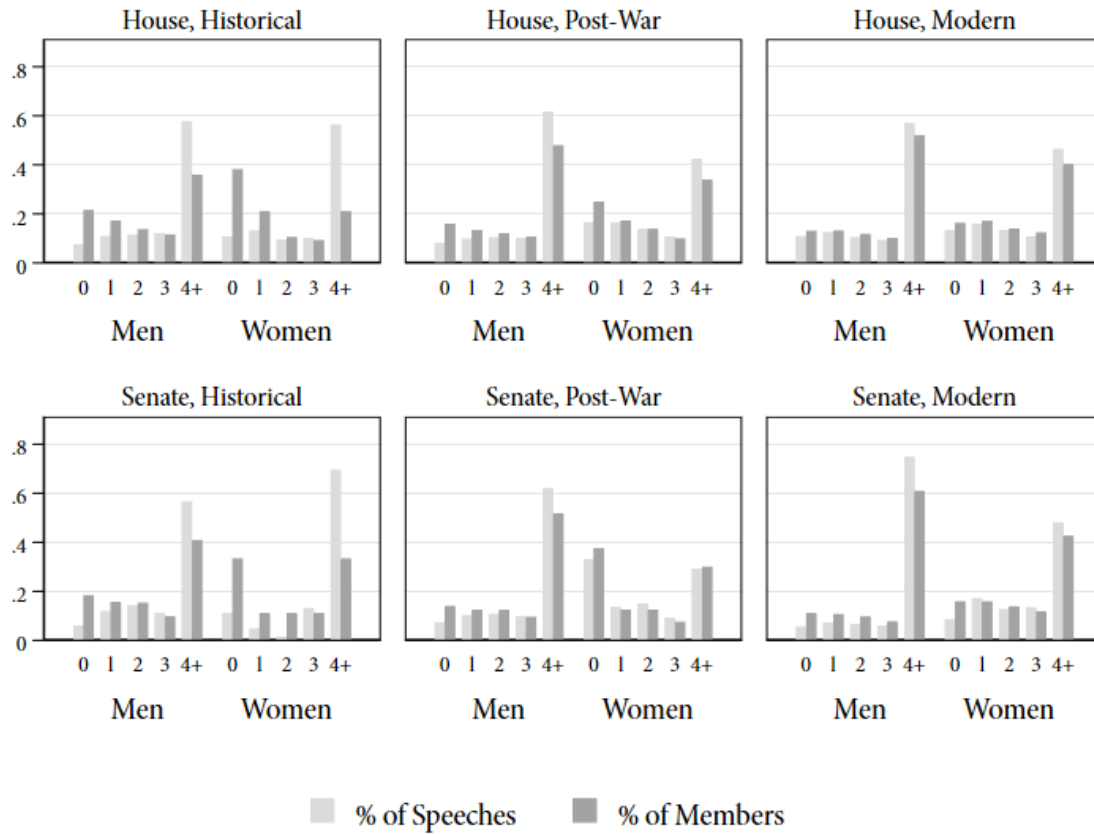 House, Historical
House, Post-War
House, Modern
.8
.6
.4
.2
0
0 1 2 3 4+ 0 1 2 3 4+
Men Women
0 1 2 3 4+ 0 1 2 3 4+
Men Women
0 1 2 3 4+ 0 1 2 3 4+
Men Women
Senate, Historical
Senate, Post-War
Senate, Modern
.8
.6
.4
.2
0
0 1 2 3 4+ 0 1 2 3 4+
Men Women
0 1 2 3 4+ 0 1 2 3 4+
Men Women
0 1 2 3 4+ 0 1 2 3 4+
Men Women
% of Speeches % of Members